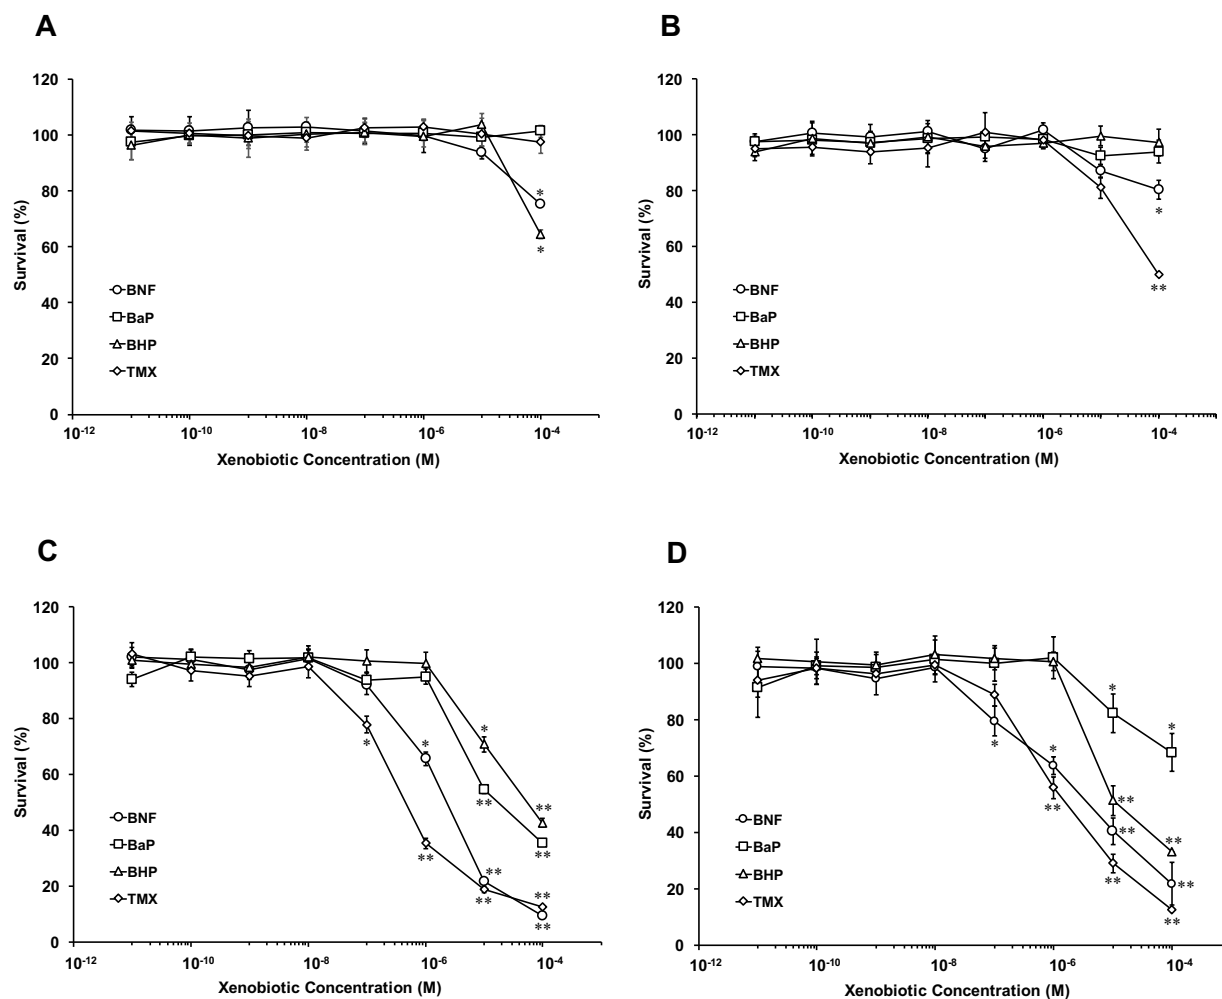 A
120
100
80
60
40
20
0
Survival (%)
BNF
BaP
BHP
TMX
*
*
10-12
10-10
10-8
10-6
10-4
Xenobiotic Concentration (M)
B
120
100
80
60
40
20
0
Survival (%)
BNF
BaP
BHP
TMX
*
**
10-12
10-10
10-8
10-6
10-4
Xenobiotic Concentration (M)
C
120
100
80
60
40
20
0
Survival (%)
BNF
BaP
BHP
TMX
*
*
*
**
**
**
**
**
**
**
**
10-12
10-10
10-8
10-6
10-4
Xenobiotic Concentration (M)
D
120
100
80
60
40
20
0
Survival (%)
BNF
BaP
BHP
TMX
*
*
*
*
**
**
**
**
**
**
**
10-12
10-10
10-8
10-6
10-4
Xenobiotic Concentration (M)